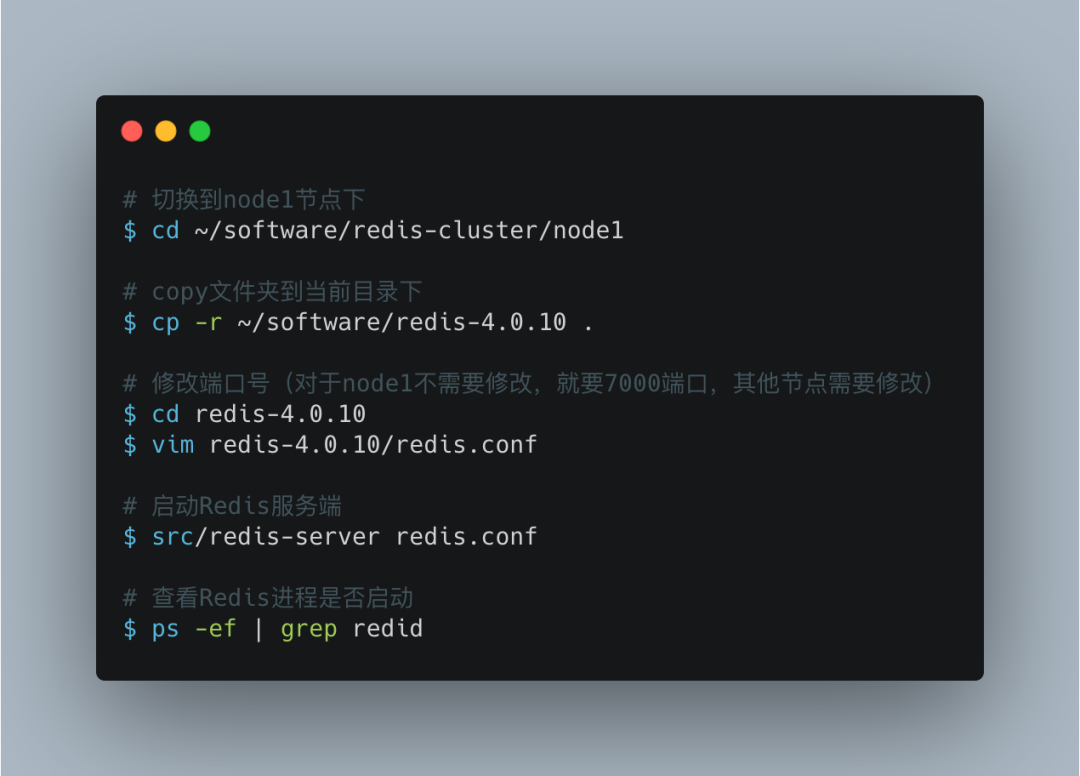 # 切换到node1节点下
$ cd ~/software/redis-cluster/node1
# copy文件夹到当前目录下
$ cp -r ~/software/redis-4.0.10 .
# 修改端口号（对于node1不需要修改，就要7000端口，其他节点需要修改）
$ cd redis-4.0.10
$ vim redis-4.0.10/redis.conf
# 启动Redis服务端
$ src/redis-server redis.conf
# 查看Redis进程是否启动
$ ps -ef | grep redid